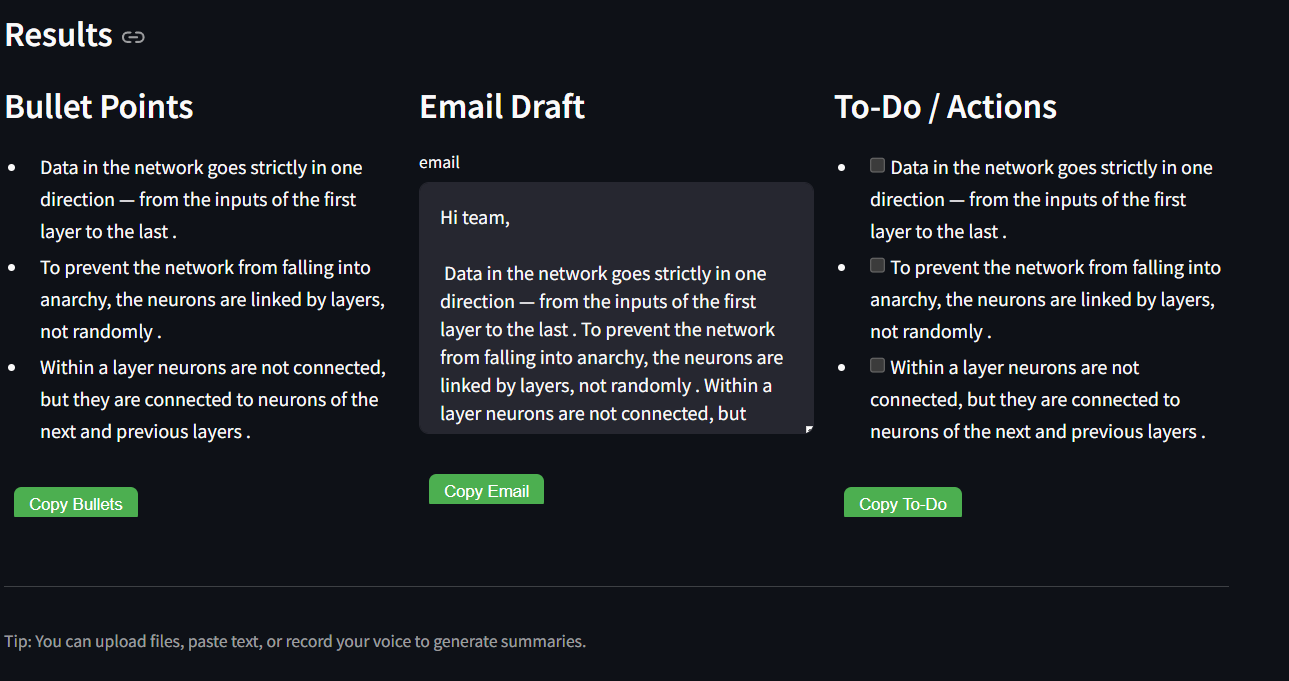 Results
Bullet Points
Data in the network goes strictly in one
direction — from the inputs of the first
layer to the last .
To prevent the network from falling into
anarchy, the neurons are linked by layers,
not randomly .
Within a layer neurons are not connected,
but they are connected to neurons of the
next and previous layers .
Copy Bullets
Email Draft
email
Hi team,
Data in the network goes strictly in one
direction — from the inputs of the first
layer to the last . To prevent the network
from falling into anarchy, the neurons are
linked by layers, not randomly . Within a
layer neurons are not connected, but
Copy Email
To-Do / Actions
Data in the network goes strictly in one
direction — from the inputs of the first
layer to the last .
To prevent the network from falling into
anarchy, the neurons are linked by layers,
not randomly .
Within a layer neurons are not
connected, but they are connected to
neurons of the next and previous layers .
Copy To-Do
Tip: You can upload files, paste text, or record your voice to generate summaries.